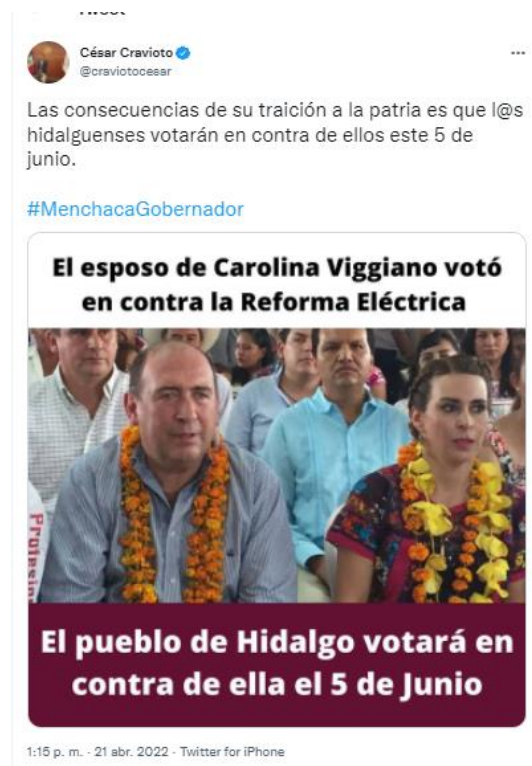 César Cravioto
@craviotocesar
Las consecuencias de su traición a la patria es que l@s
hidalguenses votarán en contra de ellos este 5 de
junio.
#MenchacaGobernador
El esposo de Carolina Viggiano votó
en contra la Reforma Eléctrica
El pueblo de Hidalgo votará en
contra de ella el 5 de Junio
1:15 p. m. · 21 abr. 2022 · Twitter for iPhone